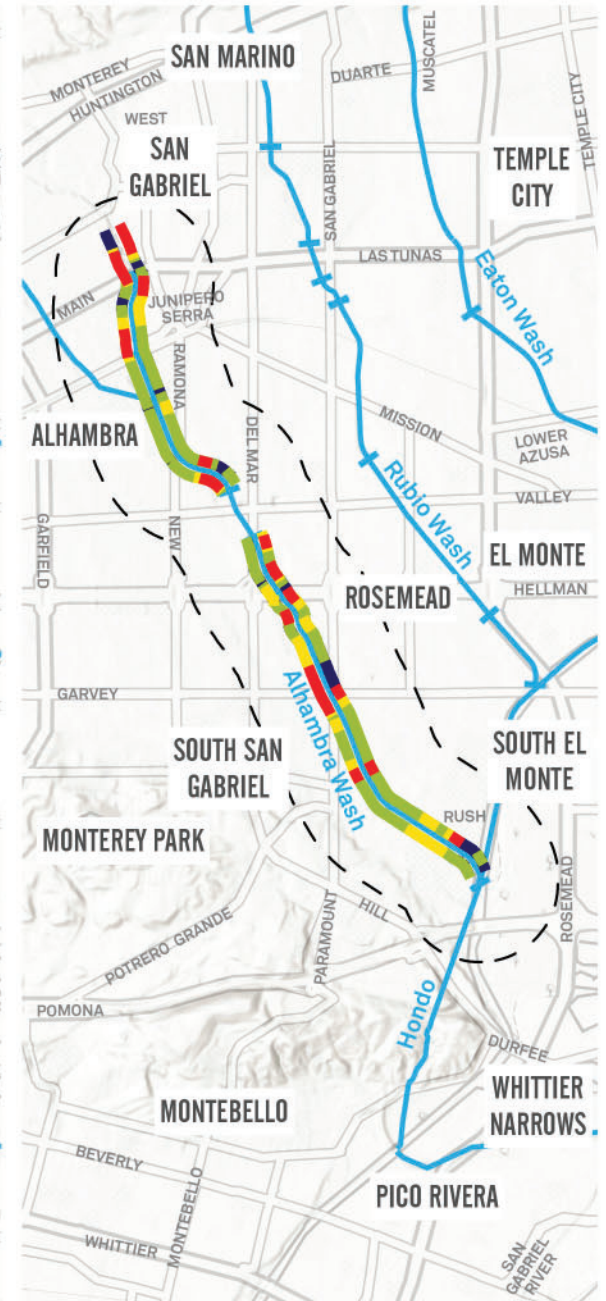 SAN MARINO
MONTEREY
HUNTINGTON
DUARTE
MUSCATEL
TEMPLE CITY
WEST
SAN
GABRIEL
SAN GABRIEL
TEMPLE
CITY
LAS TUNAS
Eaton Wash
MAIN
JUNIPERO
SERRA
RAMONA
ALHAMBRA
DEL MAR
MISSION
LOWER
AZUSA
VALLEY
Rubio Wash
GARFIELD
NEW
EL MONTE
HELLMAN
ROSEMEAD
GARVEY
Alhambra Wash
SOUTH SAN
GABRIEL
SOUTH EL
MONTE
MONTEREY PARK
RUSH
ROSEMEAD
HILL
PARAMOUNT
POTRERO GRANDE
POMONA
Hondo
DURFEE
MONTEBELLO
WHITTIER
NARROWS
BEVERLY
MONTEBELLO
PICO RIVERA
WHITTIER
SAN
GABRIEL
RIVER